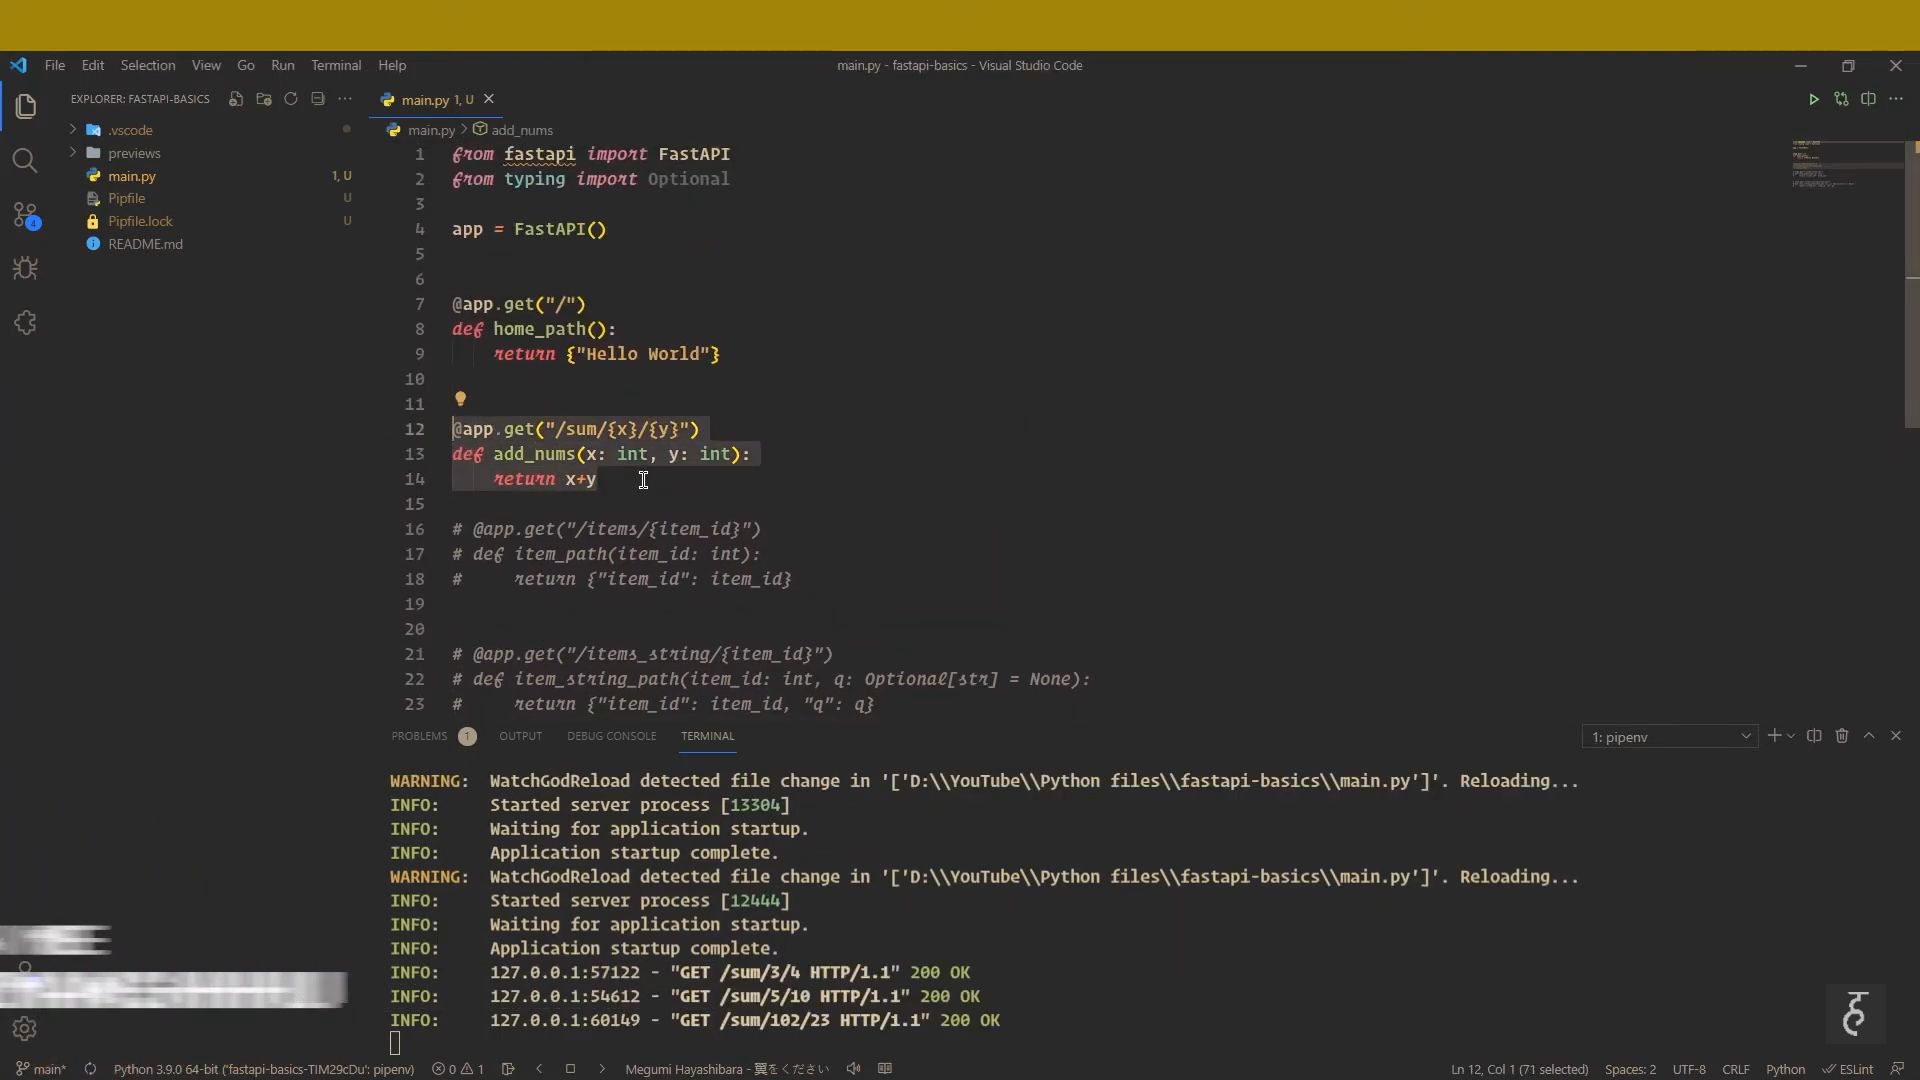 File Edit Selection View Go Run Terminal Help
main.py - fastapi-basics - Visual Studio Code
EXPLORER: FASTAPI-BASICS
.vscode
previews
main.py 1, U
Pipfile U
Pipfile.lock U
README.md
4
main.py 1, U
main.py > add_nums
1 from fastapi import FastAPI
2 from typing import Optional
3
4 app = FastAPI()
5
6
7 @app.get("/")
8 def home_path():
9     return {"Hello World"}
10
11
12 @app.get("/sum/{x}/{y}")
13 def add_nums(x: int, y: int):
14     return x+y
15
16 # @app.get("/items/{item_id}")
17 # def item_path(item_id: int):
18 #     return {"item_id": item_id}
19
20
21 # @app.get("/items_string/{item_id}")
22 # def item_string_path(item_id: int, q: Optional[str] = None):
23 #     return {"item_id": item_id, "q": q}
PROBLEMS 1 OUTPUT DEBUG CONSOLE TERMINAL 1: pipenv
WARNING: WatchGodReload detected file change in '['D:\\YouTube\\Python files\\fastapi-basics\\main.py']'. Reloading...
INFO: Started server process [13304]
INFO: Waiting for application startup.
INFO: Application startup complete.
WARNING: WatchGodReload detected file change in '['D:\\YouTube\\Python files\\fastapi-basics\\main.py']'. Reloading...
INFO: Started server process [12444]
INFO: Waiting for application startup.
INFO: Application startup complete.
INFO: 127.0.0.1:57122 - "GET /sum/3/4 HTTP/1.1" 200 OK
INFO: 127.0.0.1:54612 - "GET /sum/5/10 HTTP/1.1" 200 OK
INFO: 127.0.0.1:60149 - "GET /sum/102/23 HTTP/1.1" 200 OK
main* Python 3.9.0 64-bit ('fastapi-basics-TIM29cDu': pipenv) 0 1 Megumi Hayashibara - 翼をください Ln 12, Col 1 (71 selected) Spaces: 2 UTF-8 CRLF Python ESLint